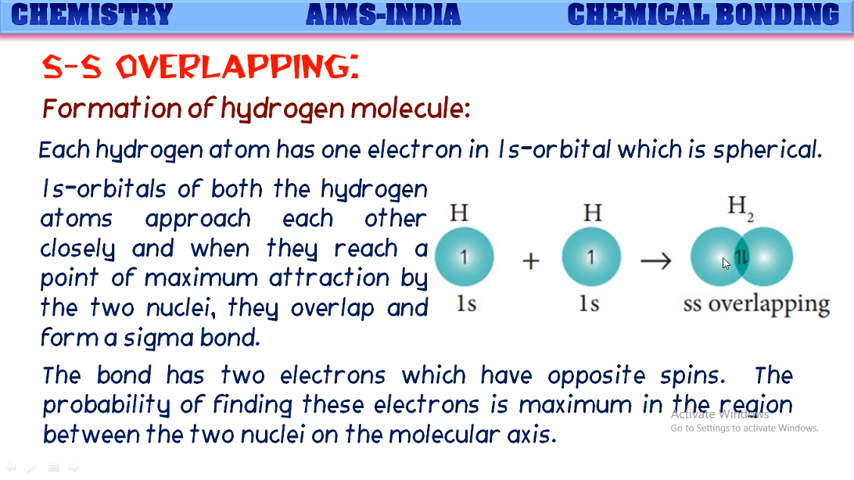 CHEMISTRY AIMS-INDIA CHEMICAL BONDING
S-S OVERLAPPING:
Formation of hydrogen molecule:
Each hydrogen atom has one electron in 1s-orbital which is spherical.
1s-orbitals of both the hydrogen
atoms approach each other
closely and when they reach a
point of maximum attraction by
the two nuclei, they overlap and
form a sigma bond.
H H H₂
1 + 1 → 1L
1s 1s ss overlapping
The bond has two electrons which have opposite spins. The
probability of finding these electrons is maximum in the region
between the two nuclei on the molecular axis.
Activate Windows
Go to Settings to activate Windows.